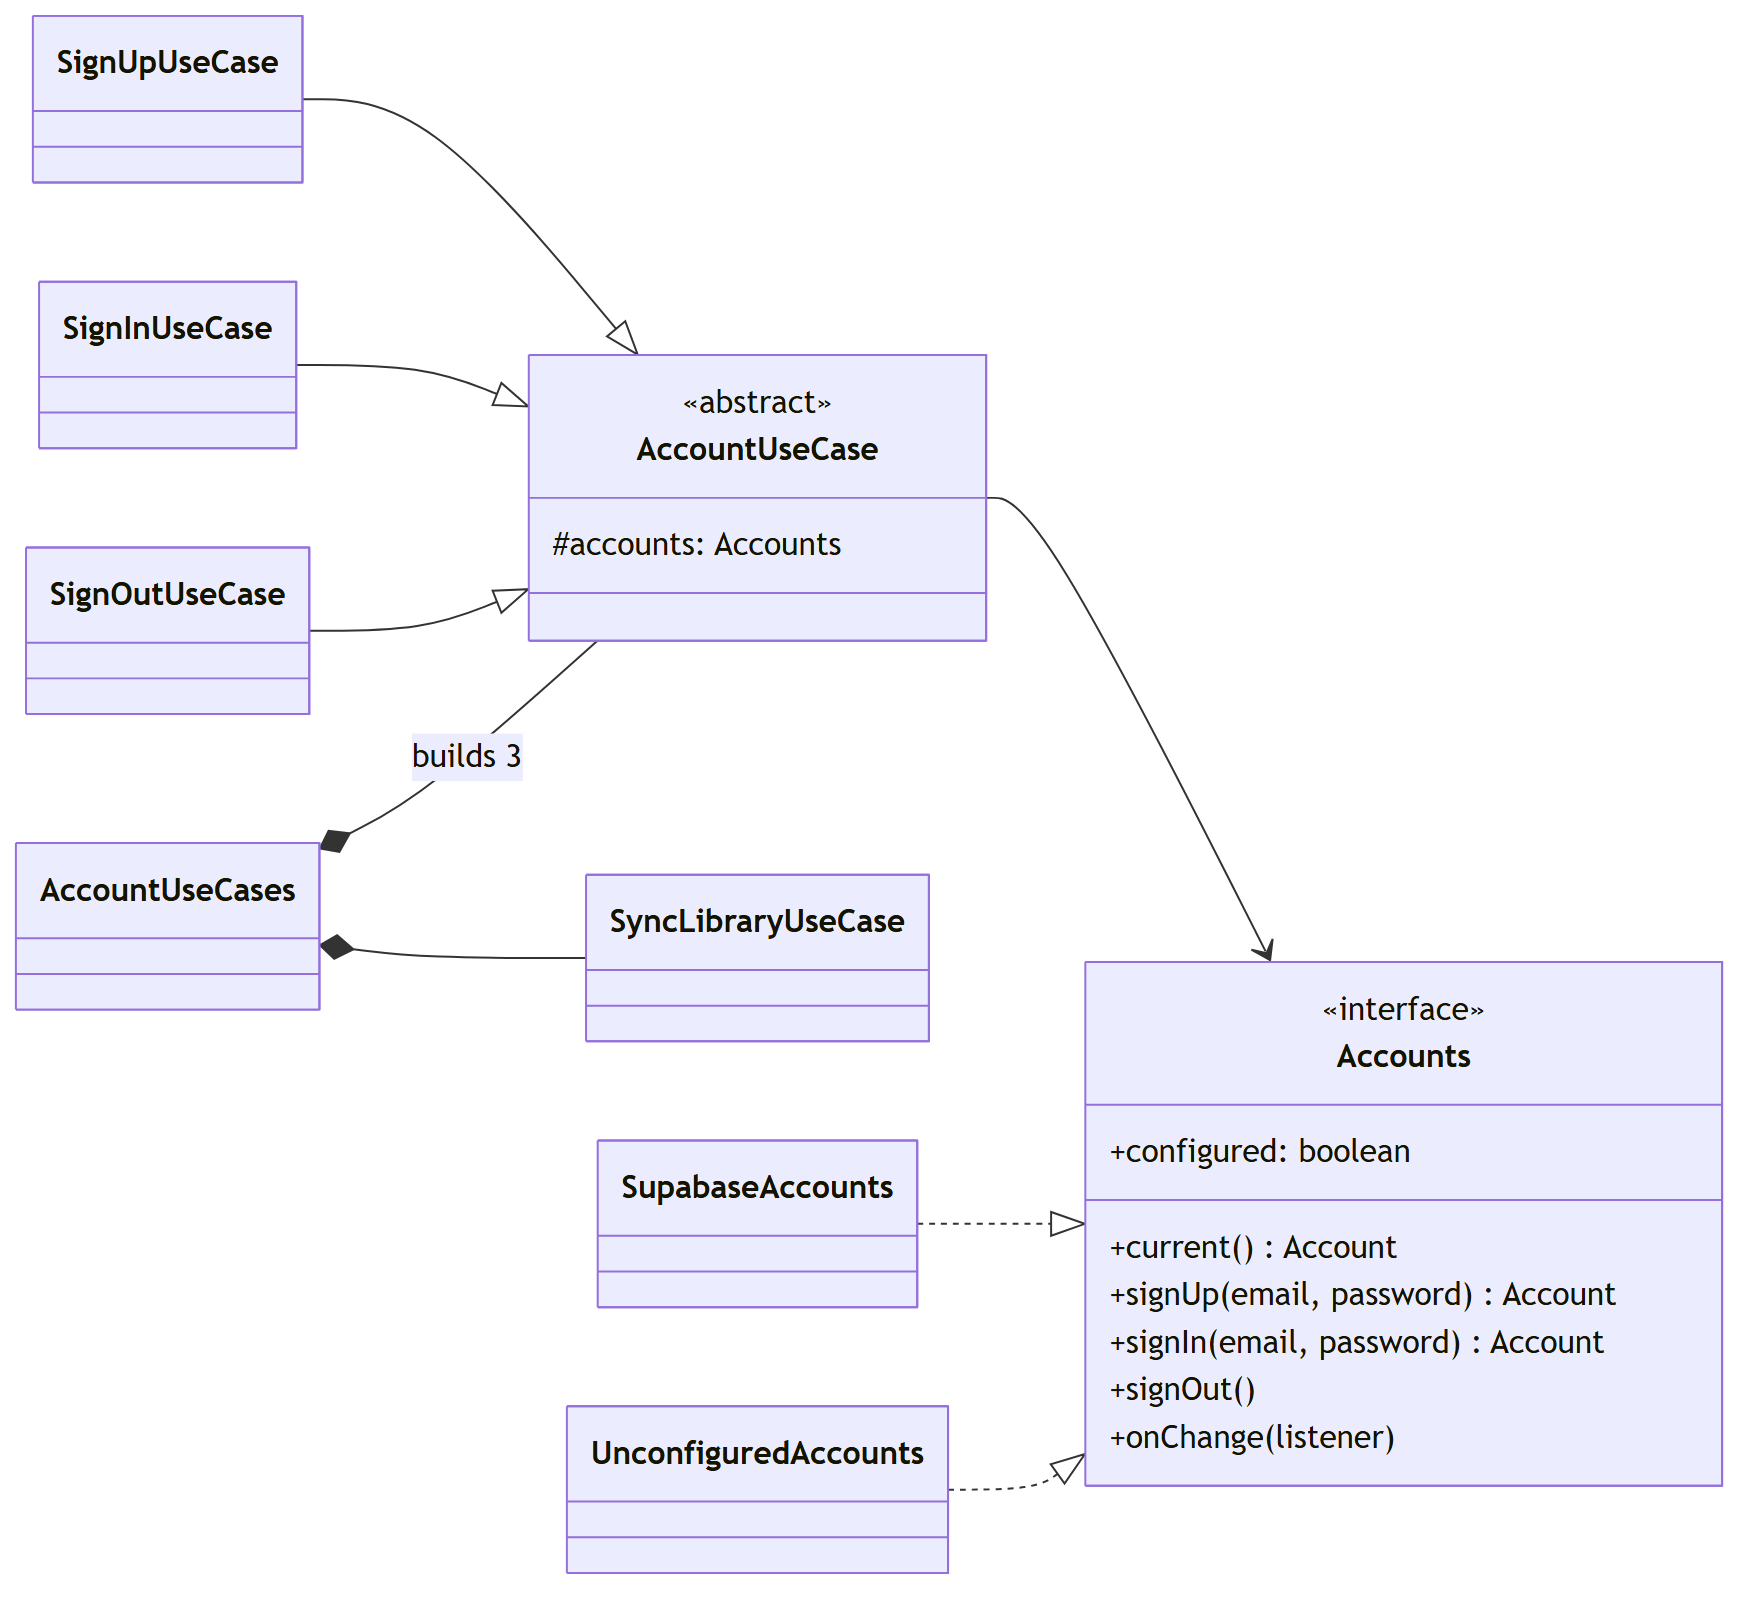 SignUpUseCase
SignInUseCase
«abstract»
AccountUseCase
#accounts: Accounts
SignOutUseCase
builds 3
AccountUseCases
SyncLibraryUseCase
«interface»
Accounts
+configured: boolean
+current() : Account
+signUp(email, password) : Account
+signIn(email, password) : Account
+signOut()
+onChange(listener)
SupabaseAccounts
UnconfiguredAccounts